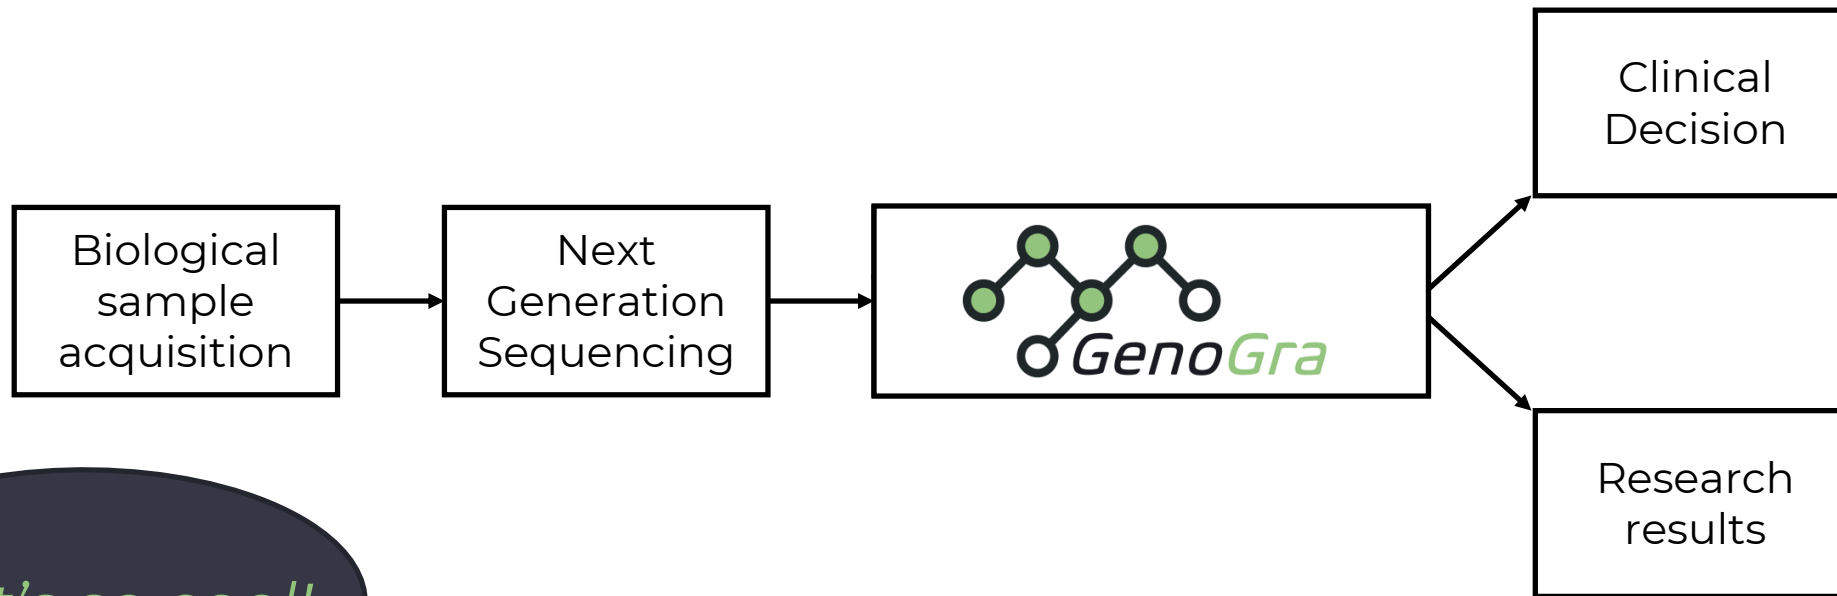 Biological
sample
acquisition
Next
Generation
Sequencing
GenoGra
Clinical
Decision
Research
results